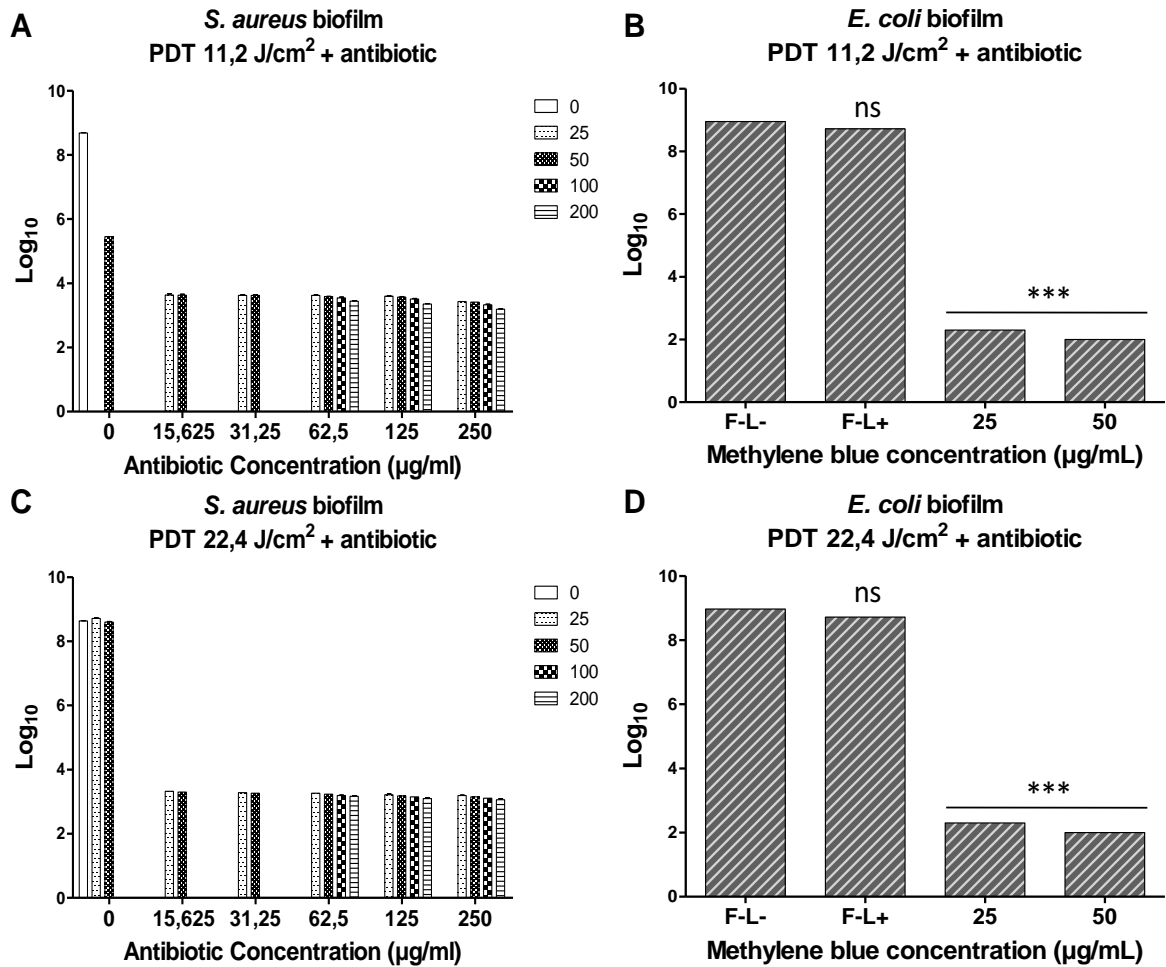 A
S. aureus biofilm
PDT 11,2 J/cm² + antibiotic
Log₁₀
10
8
6
4
2
0
0 15,625 31,25 62,5 125 250
Antibiotic Concentration (µg/ml)
0
25
50
100
200
B
E. coli biofilm
PDT 11,2 J/cm² + antibiotic
Log₁₀
10
8
6
4
2
0
ns
***
F-L- F-L+ 25 50
Methylene blue concentration (µg/mL)
C
S. aureus biofilm
PDT 22,4 J/cm² + antibiotic
Log₁₀
10
8
6
4
2
0
0 15,625 31,25 62,5 125 250
Antibiotic Concentration (µg/ml)
0
25
50
100
200
D
E. coli biofilm
PDT 22,4 J/cm² + antibiotic
Log₁₀
10
8
6
4
2
0
ns
***
F-L- F-L+ 25 50
Methylene blue concentration (µg/mL)